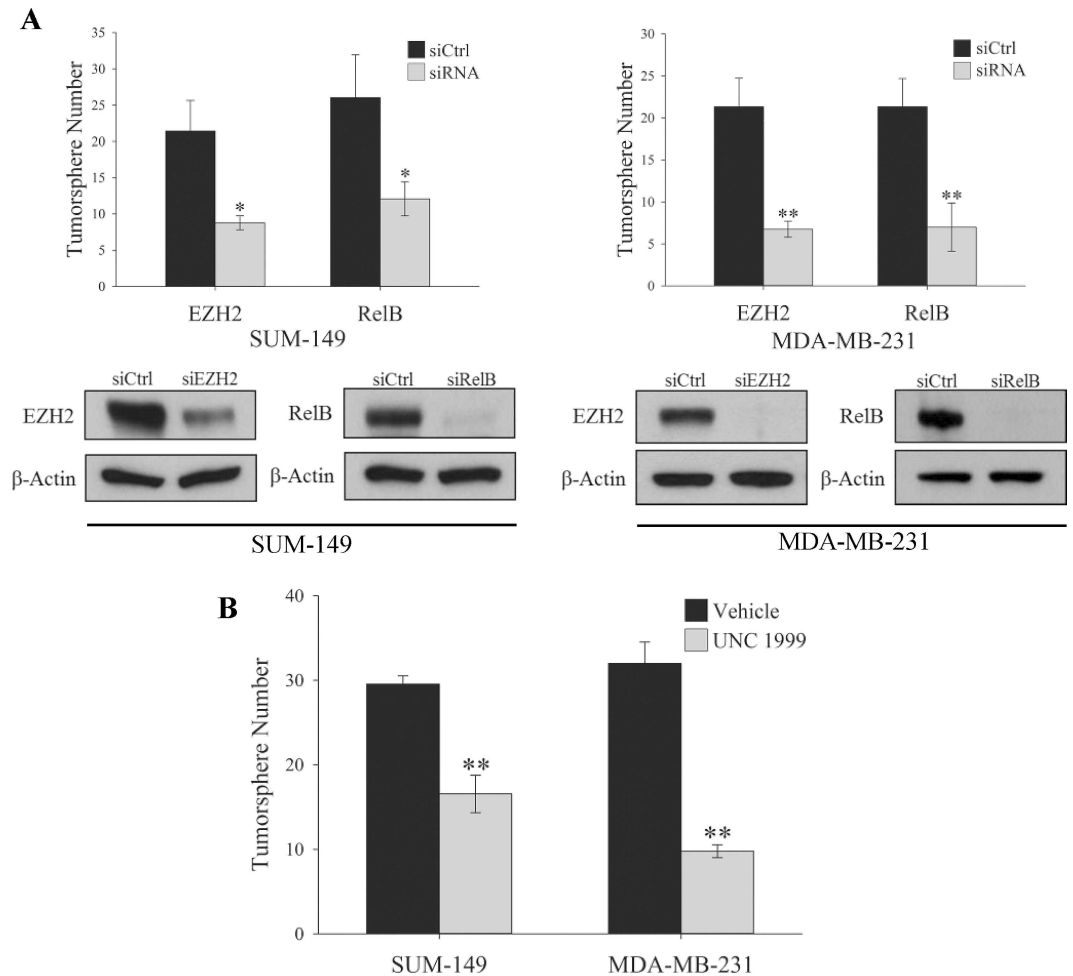 A
Tumorsphere Number
35
30
25
20
15
10
5
0
siCtrl
siRNA
*
*
EZH2 RelB
SUM-149
Tumorsphere Number
30
25
20
15
10
5
0
siCtrl
siRNA
**
**
EZH2 RelB
MDA-MB-231
siCtrl siEZH2
EZH2
β-Actin
siCtrl siRelB
RelB
β-Actin
SUM-149
siCtrl siEZH2
EZH2
β-Actin
siCtrl siRelB
RelB
β-Actin
MDA-MB-231
B
Tumorsphere Number
40
30
20
10
0
Vehicle
UNC 1999
**
**
SUM-149 MDA-MB-231